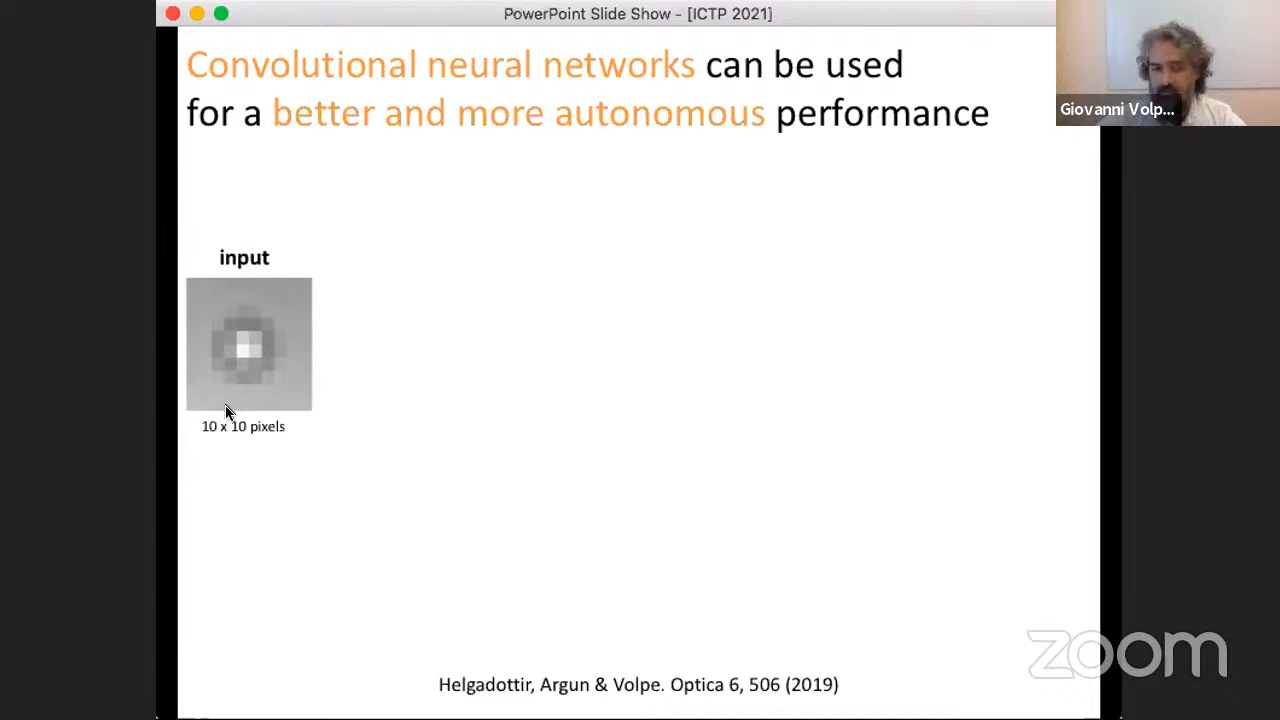 PowerPoint Slide Show - [ICTP 2021]
Convolutional neural networks can be used
for a better and more autonomous performance
Giovanni Volp...
input
10 x 10 pixels
zoom
Helgadottir, Argun & Volpe. Optica 6, 506 (2019)